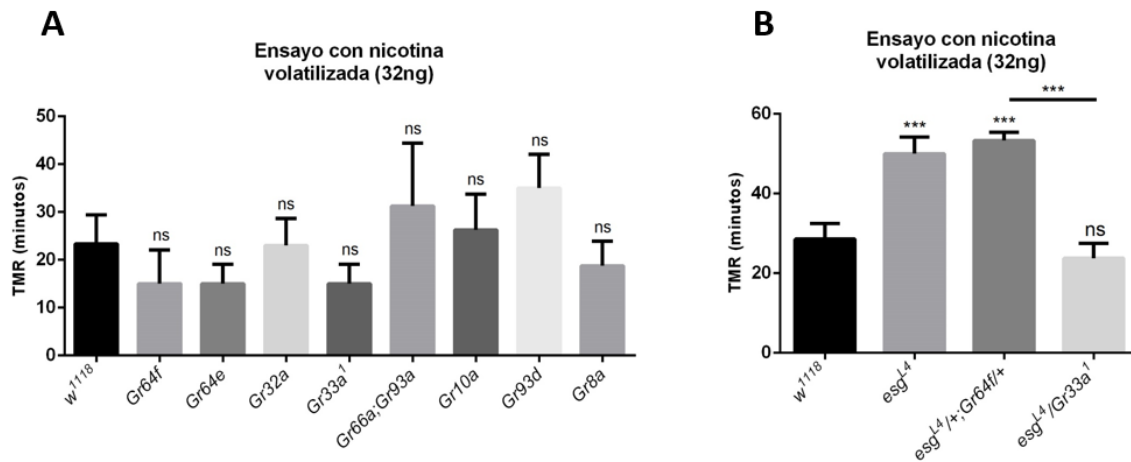 A
Ensayo con nicotina
volatilizada (32ng)
TMR (minutos)
50
40
30
20
10
0
ns
ns
ns
ns
ns
ns
ns
ns
w¹¹¹⁸
Gr64f
Gr64e
Gr32a
Gr33a¹
Gr66a;Gr93a
Gr10a
Gr93d
Gr8a
B
Ensayo con nicotina
volatilizada (32ng)
TMR (minutos)
60
40
20
0
***
***
***
ns
w¹¹¹⁸
esgᴸ⁴
esgᴸ⁴/+;Gr64f/+
esgᴸ⁴/Gr33a¹